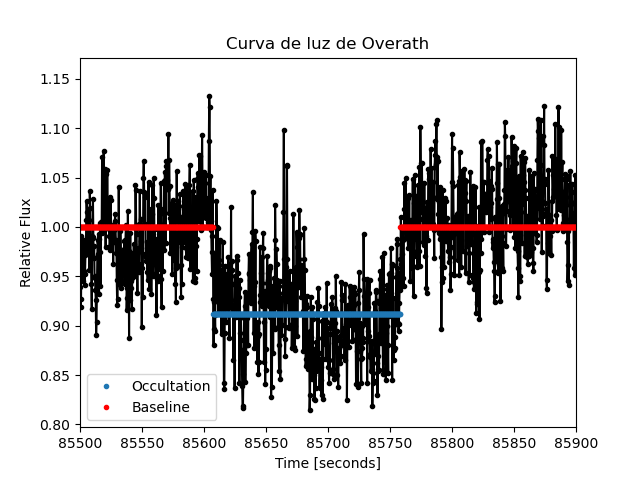 Curva de luz de Overath
1.15
1.10
1.05
1.00
0.95
0.90
0.85
0.80
Relative Flux
Occultation
Baseline
85500 85550 85600 85650 85700 85750 85800 85850 85900
Time [seconds]